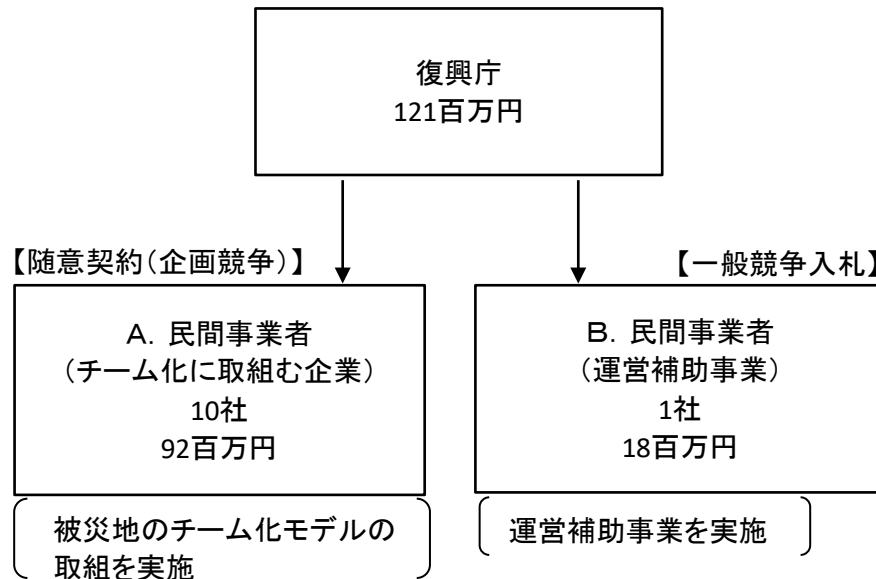 復興庁
121百万円
【随意契約（企画競争）】
【一般競争入札】
Ａ．民間事業者
（チーム化に取組む企業）
10社
92百万円
Ｂ．民間事業者
（運営補助事業）
1社
18百万円
被災地のチーム化モデルの
取組を実施
運営補助事業を実施